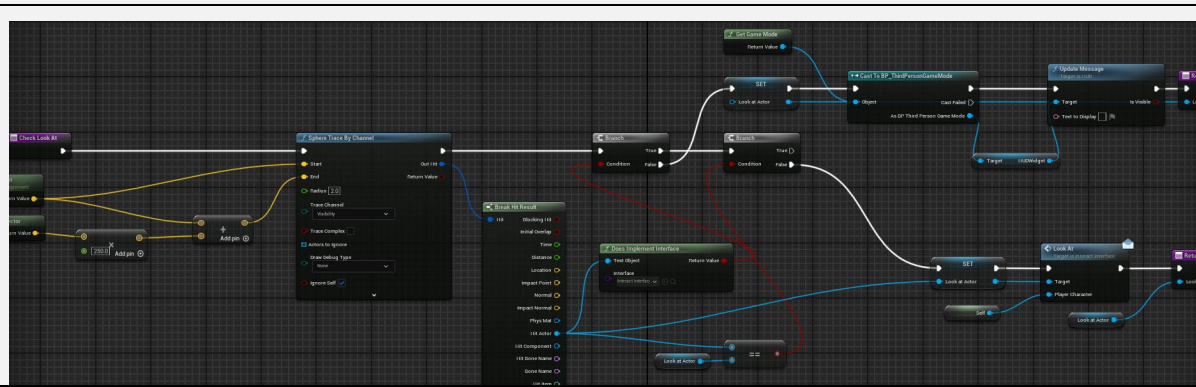 Check Look At
250.0
Add pin
Add pin
Sphere Trace By Channel
Start
End
Radius 2.0
Trace Channel
Visibility
Trace Complex
Actors to Ignore
Draw Debug Type
None
Ignore Self
Out Hit
Return Value
Break Hit Result
Hit
Blocking Hit
Initial Overlap
Time
Distance
Location
Impact Point
Normal
Impact Normal
Phys Mat
Hit Actor
Hit Component
Hit Bone Name
Bone Name
Hit Item
Branch
Condition
True
False
Does Implement Interface
Test Object
Interface
Interact Interface
Return Value
Look at Actor
==
Branch
Condition
True
False
Get Game Mode
Return Value
SET
Look at Actor
Cast To BP_ThirdPersonGameMode
Object
Cast Failed
As BP Third Person Game Mode
Target
HUDWidget
Update Message
Target is Hub
Target
Text to Display
Is Visible
SET
Look at Actor
Self
Look At
Target is Interact Interface
Target
Player Character
Look at Actor